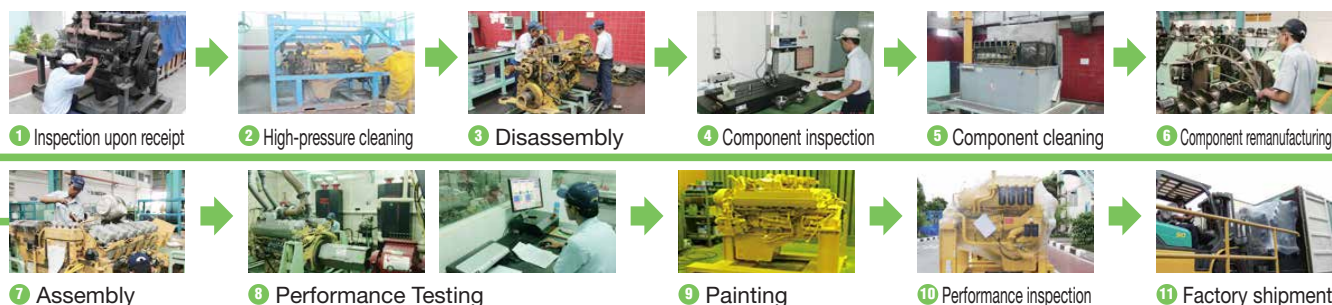 1 Inspection upon receipt
2 High-pressure cleaning
3 Disassembly
4 Component inspection
5 Component cleaning
6 Component remanufacturing
7 Assembly
8 Performance Testing
9 Painting
10 Performance inspection
11 Factory shipment